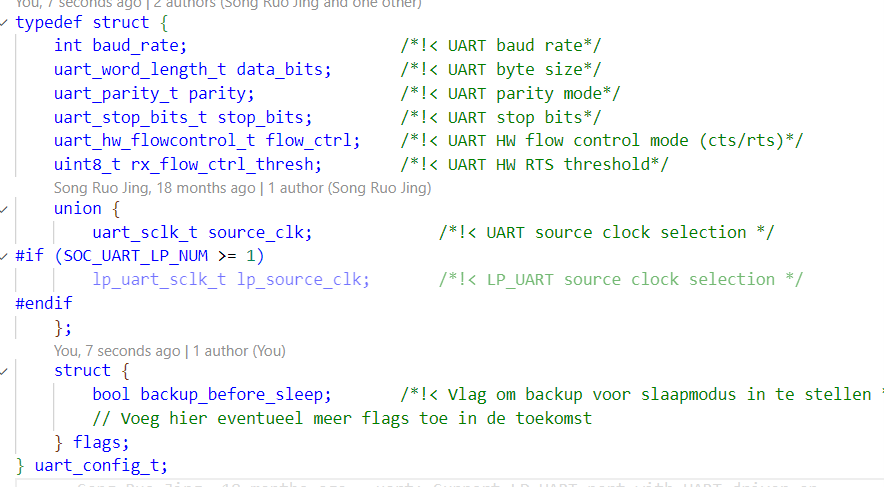 You, 7 seconds ago | 2 authors (Song Ruo Jing and one other)
typedef struct {
    int baud_rate;                      /*!< UART baud rate*/
    uart_word_length_t data_bits;       /*!< UART byte size*/
    uart_parity_t parity;               /*!< UART parity mode*/
    uart_stop_bits_t stop_bits;         /*!< UART stop bits*/
    uart_hw_flowcontrol_t flow_ctrl;    /*!< UART HW flow control mode (cts/rts)*/
    uint8_t rx_flow_ctrl_thresh;        /*!< UART HW RTS threshold*/
    Song Ruo Jing, 18 months ago | 1 author (Song Ruo Jing)
    union {
        uart_sclk_t source_clk;             /*!< UART source clock selection */
#if (SOC_UART_LP_NUM >= 1)
        lp_uart_sclk_t lp_source_clk;       /*!< LP_UART source clock selection */
#endif
    };
    You, 7 seconds ago | 1 author (You)
    struct {
        bool backup_before_sleep;       /*!< Vlag om backup voor slaapmodus in te stellen *
        // Voeg hier eventueel meer flags toe in de toekomst
    } flags;
} uart_config_t;